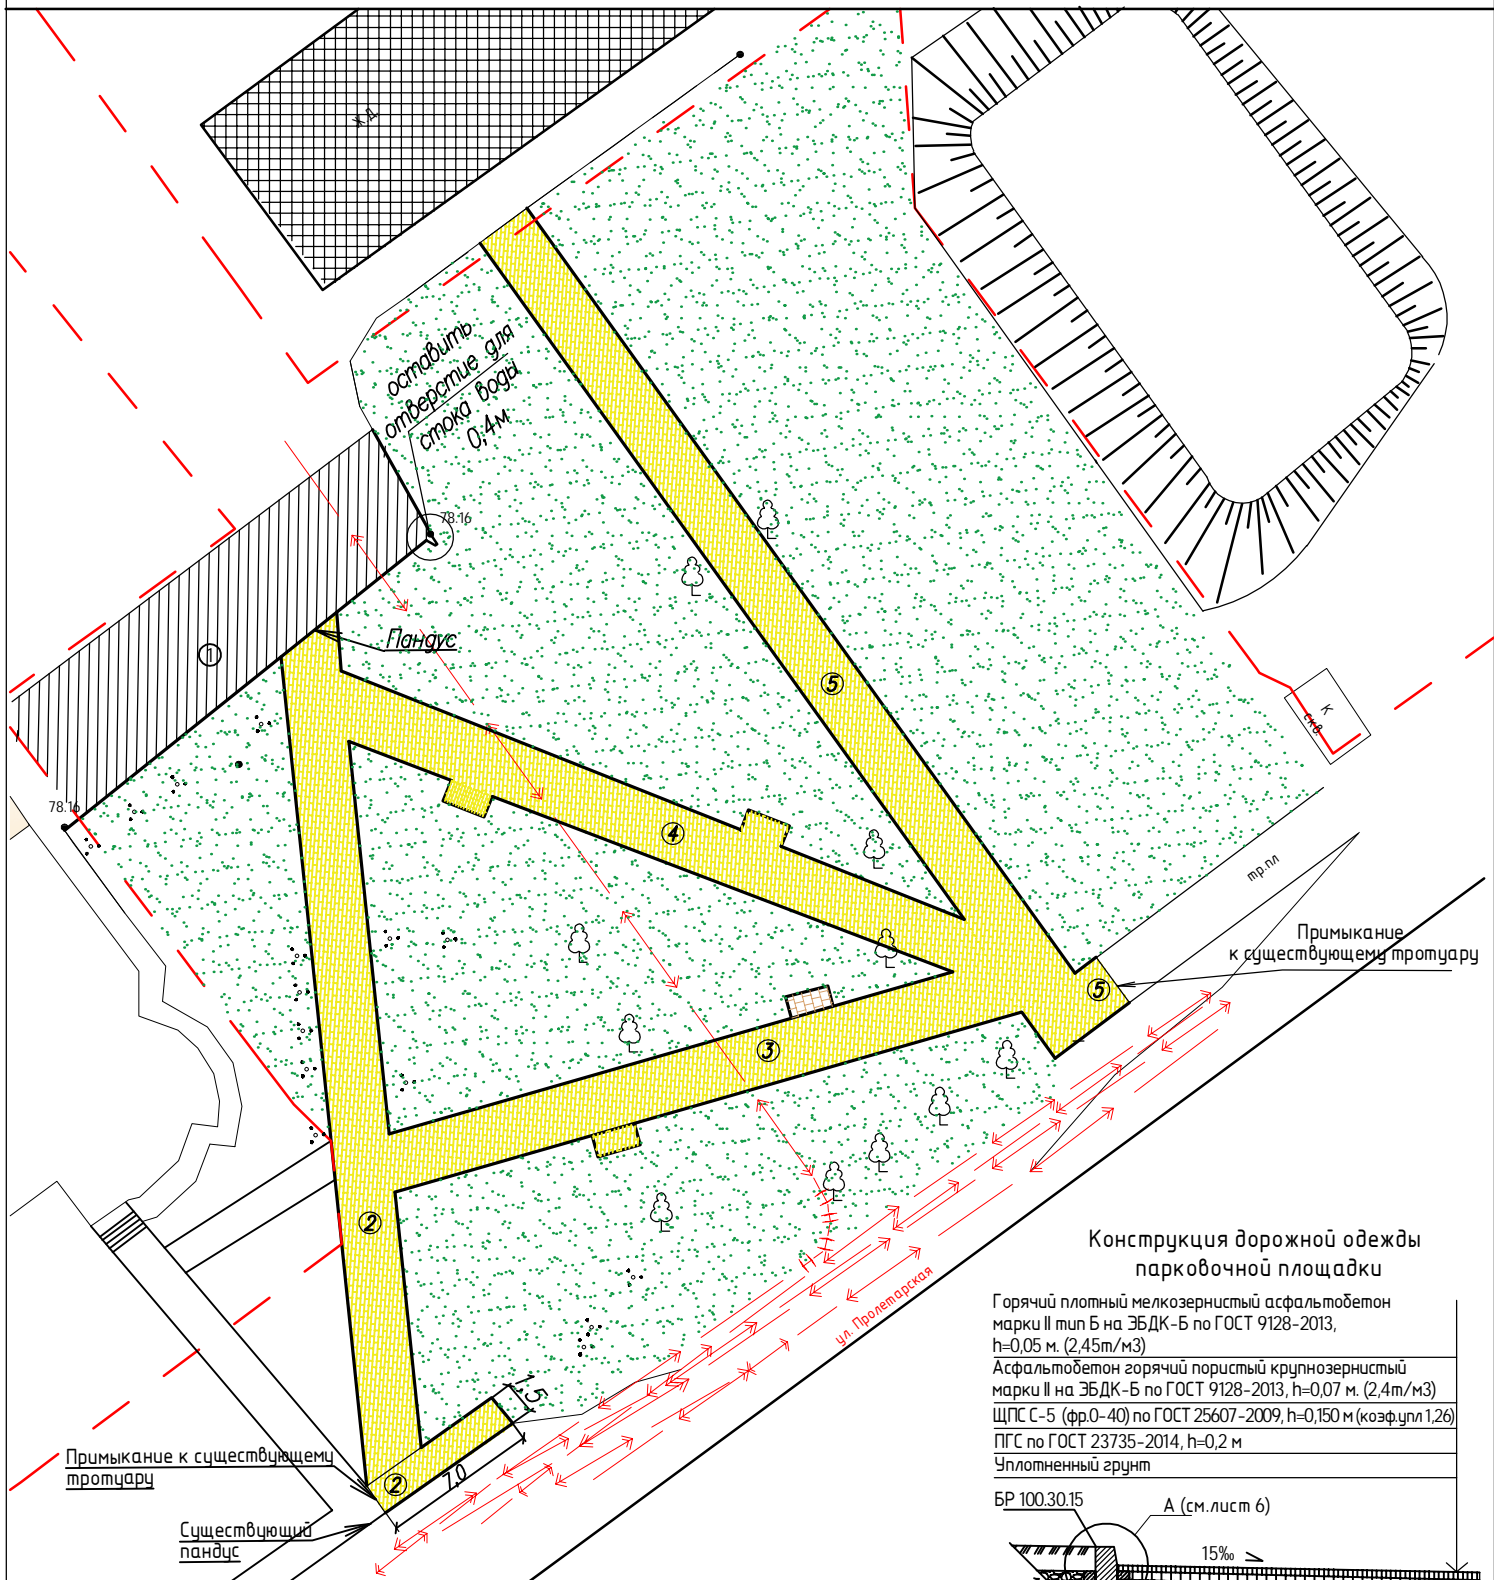 ж.д.
оставить
отверстие для
стока воды
0,4м
78.16
Пандус
1
5
К
скв.
78.16
4
тр.пл
Примыкание
к существующему тротуару
5
3
2
ул. Пролетарская
Конструкция дорожной одежды
парковочной площадки
Горячий плотный мелкозернистый асфальтобетон
марки II тип Б на ЭБДК-Б по ГОСТ 9128-2013,
h=0,05 м. (2,45т/м3)
Асфальтобетон горячий пористый крупнозернистый
марки II на ЭБДК-Б по ГОСТ 9128-2013, h=0,07 м. (2,4т/м3)
ЩПС С-5 (фр.0-40) по ГОСТ 25607-2009, h=0,150 м (коэф.упл 1,26)
ПГС по ГОСТ 23735-2014, h=0,2 м
Уплотненный грунт
1,5
7,0
2
Примыкание к существующему
тротуару
Существующий
пандус
БР 100.30.15
А (см.лист 6)
15‰